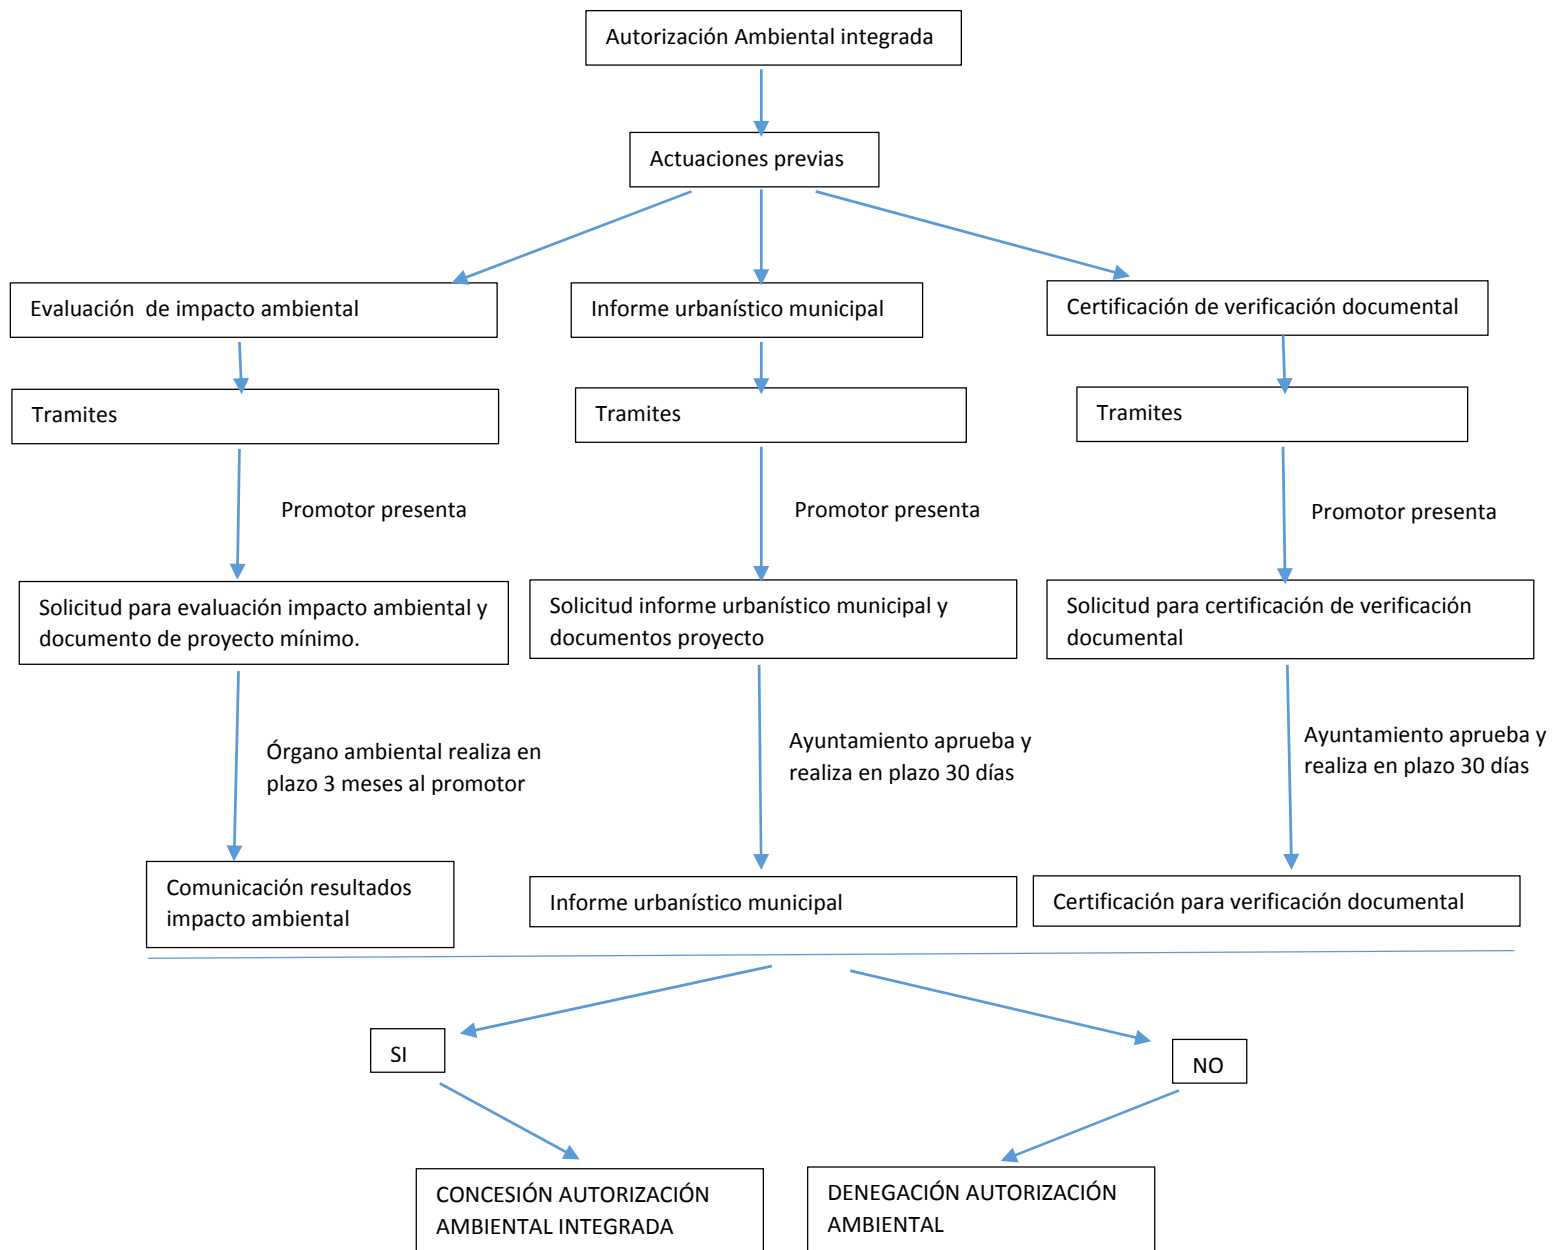 Autorización Ambiental integrada
Actuaciones previas
Evaluación  de impacto ambiental
Informe urbanístico municipal
Certificación de verificación documental
Tramites
Tramites
Tramites
Promotor presenta
Promotor presenta
Promotor presenta
Solicitud para evaluación impacto ambiental y
documento de proyecto mínimo.
Solicitud informe urbanístico municipal y
documentos proyecto
Solicitud para certificación de verificación
documental
Órgano ambiental realiza en
plazo 3 meses al promotor
Ayuntamiento aprueba y
realiza en plazo 30 días
Ayuntamiento aprueba y
realiza en plazo 30 días
Comunicación resultados
impacto ambiental
Informe urbanístico municipal
Certificación para verificación documental
SI
NO
CONCESIÓN AUTORIZACIÓN
AMBIENTAL INTEGRADA
DENEGACIÓN AUTORIZACIÓN
AMBIENTAL